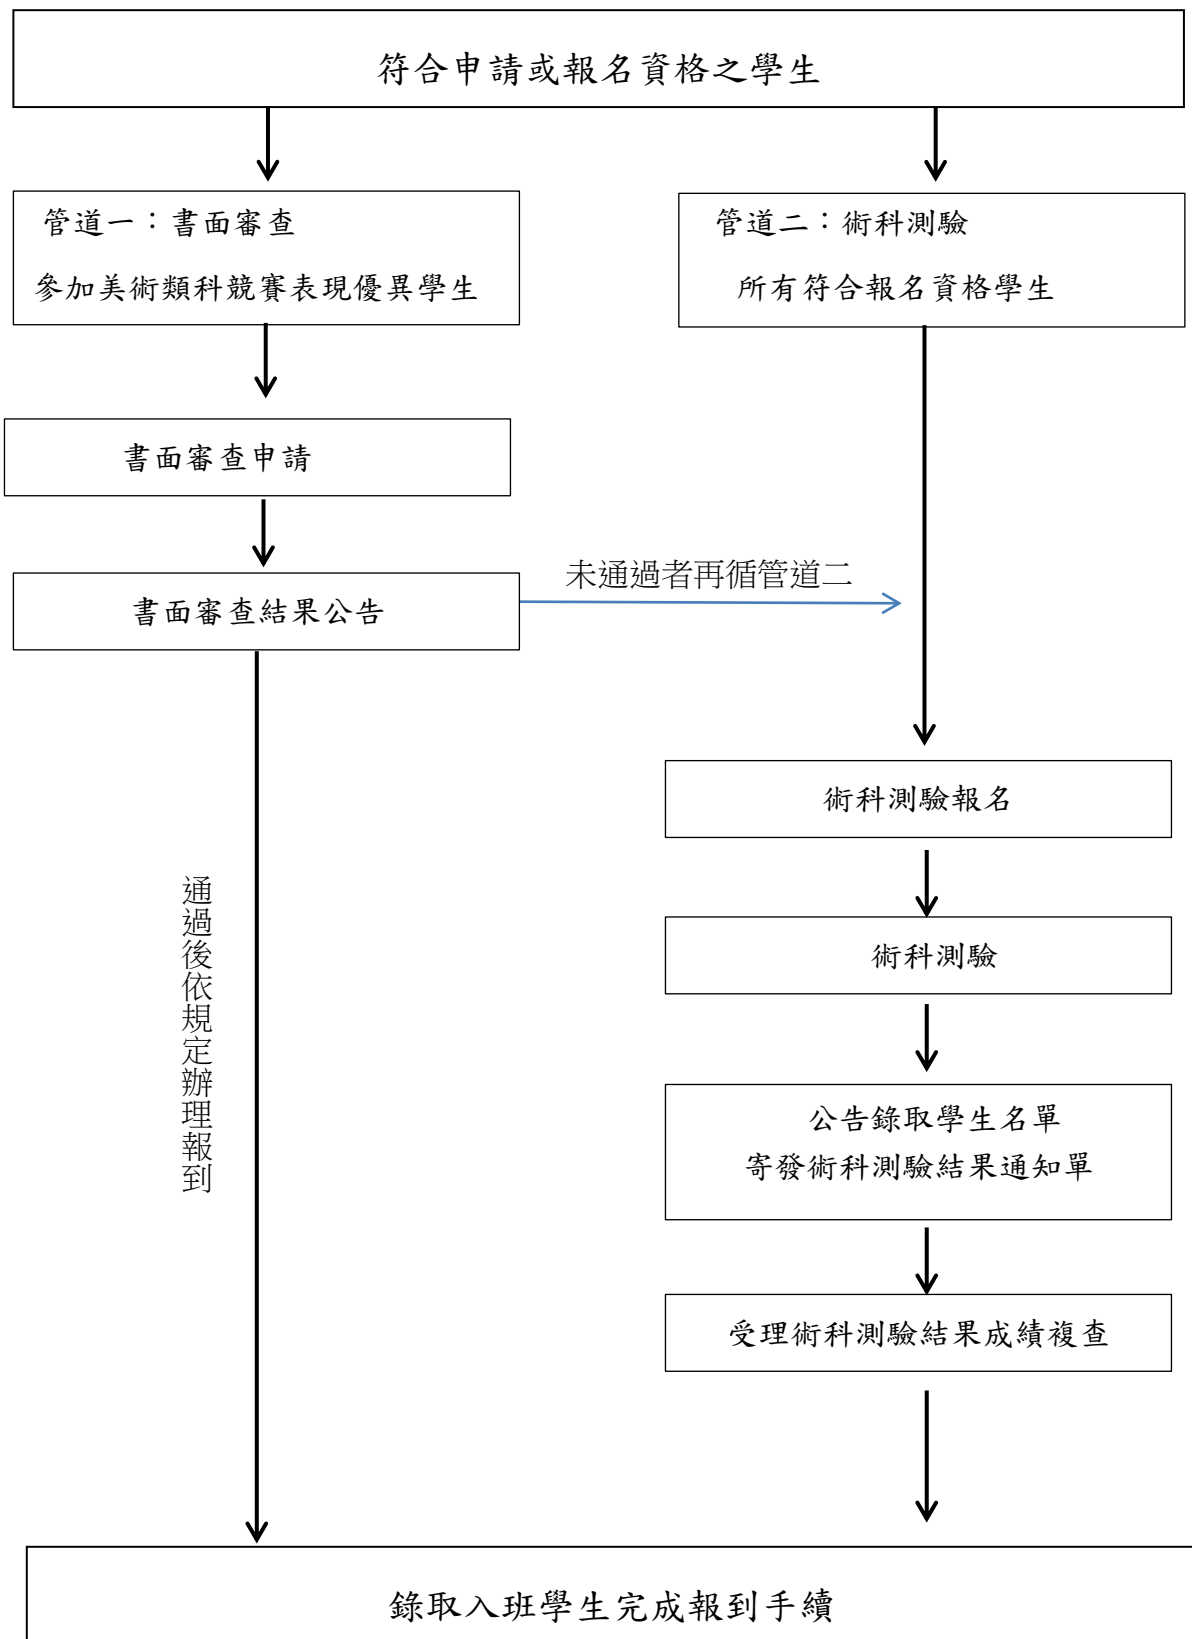 符合申請或報名資格之學生
管道一：書面審查
參加美術類科競賽表現優異學生
管道二：術科測驗
所有符合報名資格學生
書面審查申請
書面審查結果公告
未通過者再循管道二
通過後依規定辦理報到
術科測驗報名
術科測驗
公告錄取學生名單
寄發術科測驗結果通知單
受理術科測驗結果成績複查
錄取入班學生完成報到手續